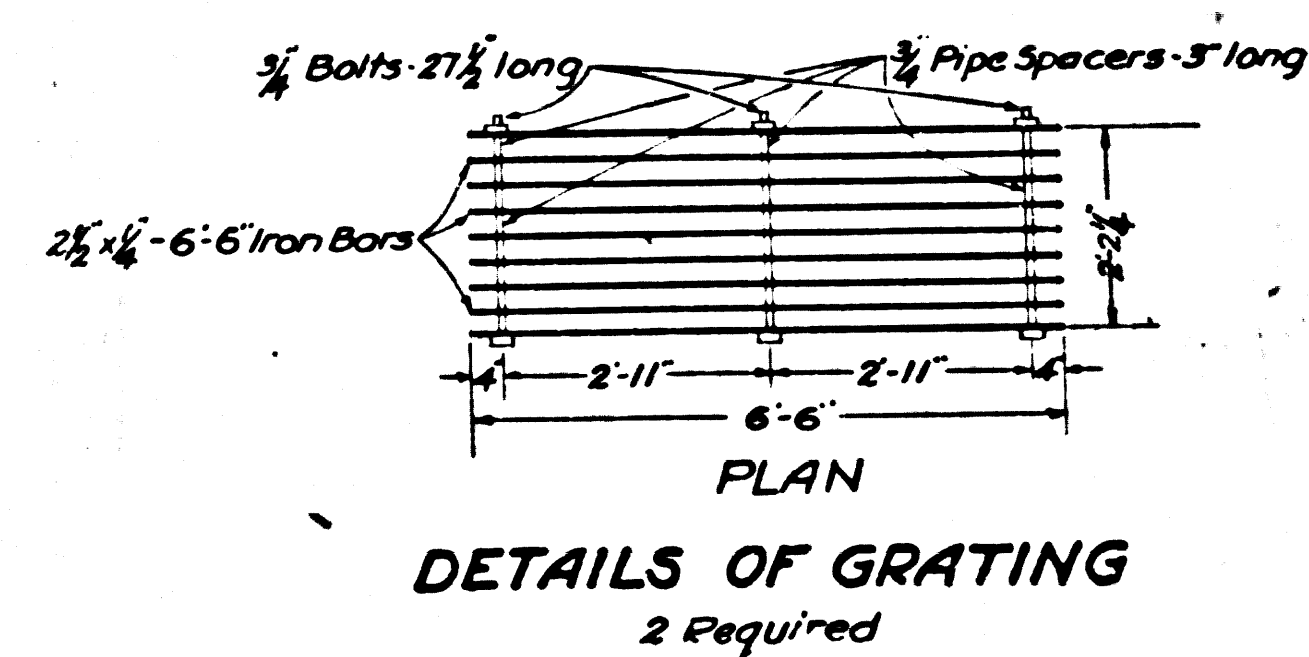 3/4" Bolts-27 1/2" long
3/4" Pipe Spacers-3" long
2 1/2" x 1/4" - 6'-6" Iron Bars
2'-2 1/4"
4"
2'-11"
2'-11"
4"
6'-6"
PLAN
DETAILS OF GRATING
2 Required